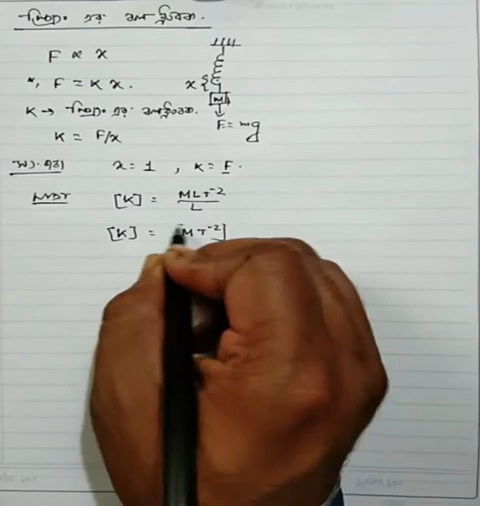 স্প্রিং এর বল ধ্রুবক.
F ∝ x
বা, F = K x.
x
M
F = mg
K → স্প্রিং এর বল ধ্রুবক.
K = F/x
x = 1 , K = F.
[K] = MLT⁻² / L
[K] = [MT⁻²]